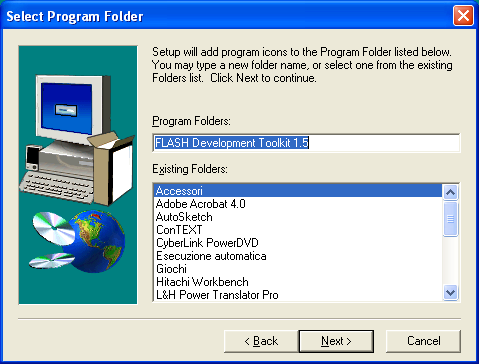 Select Program Folder
Setup will add program icons to the Program Folder listed below.
You may type a new folder name, or select one from the existing
Folders list. Click Next to continue.
Program Folders:
FLASH Development Toolkit 1.5
Existing Folders:
Accessori
Adobe Acrobat 4.0
AutoSketch
ConTEXT
CyberLink PowerDVD
Esecuzione automatica
Giochi
Hitachi Workbench
L&H Power Translator Pro
< Back
Next >
Cancel